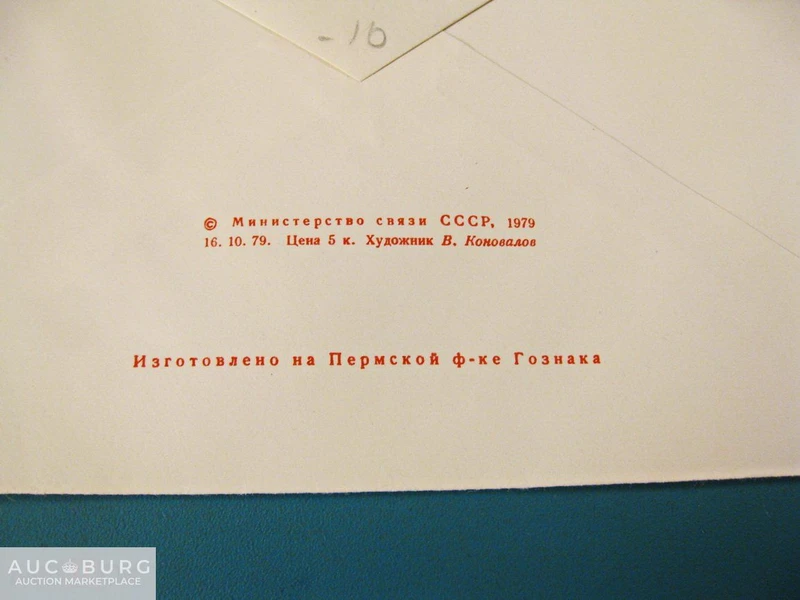 -10
© Министерство связи СССР, 1979
16. 10. 79. Цена 5 к. Художник В. Коновалов
Изготовлено на Пермской ф-ке Гознака
AUCBURG
AUCTION MARKETPLACE